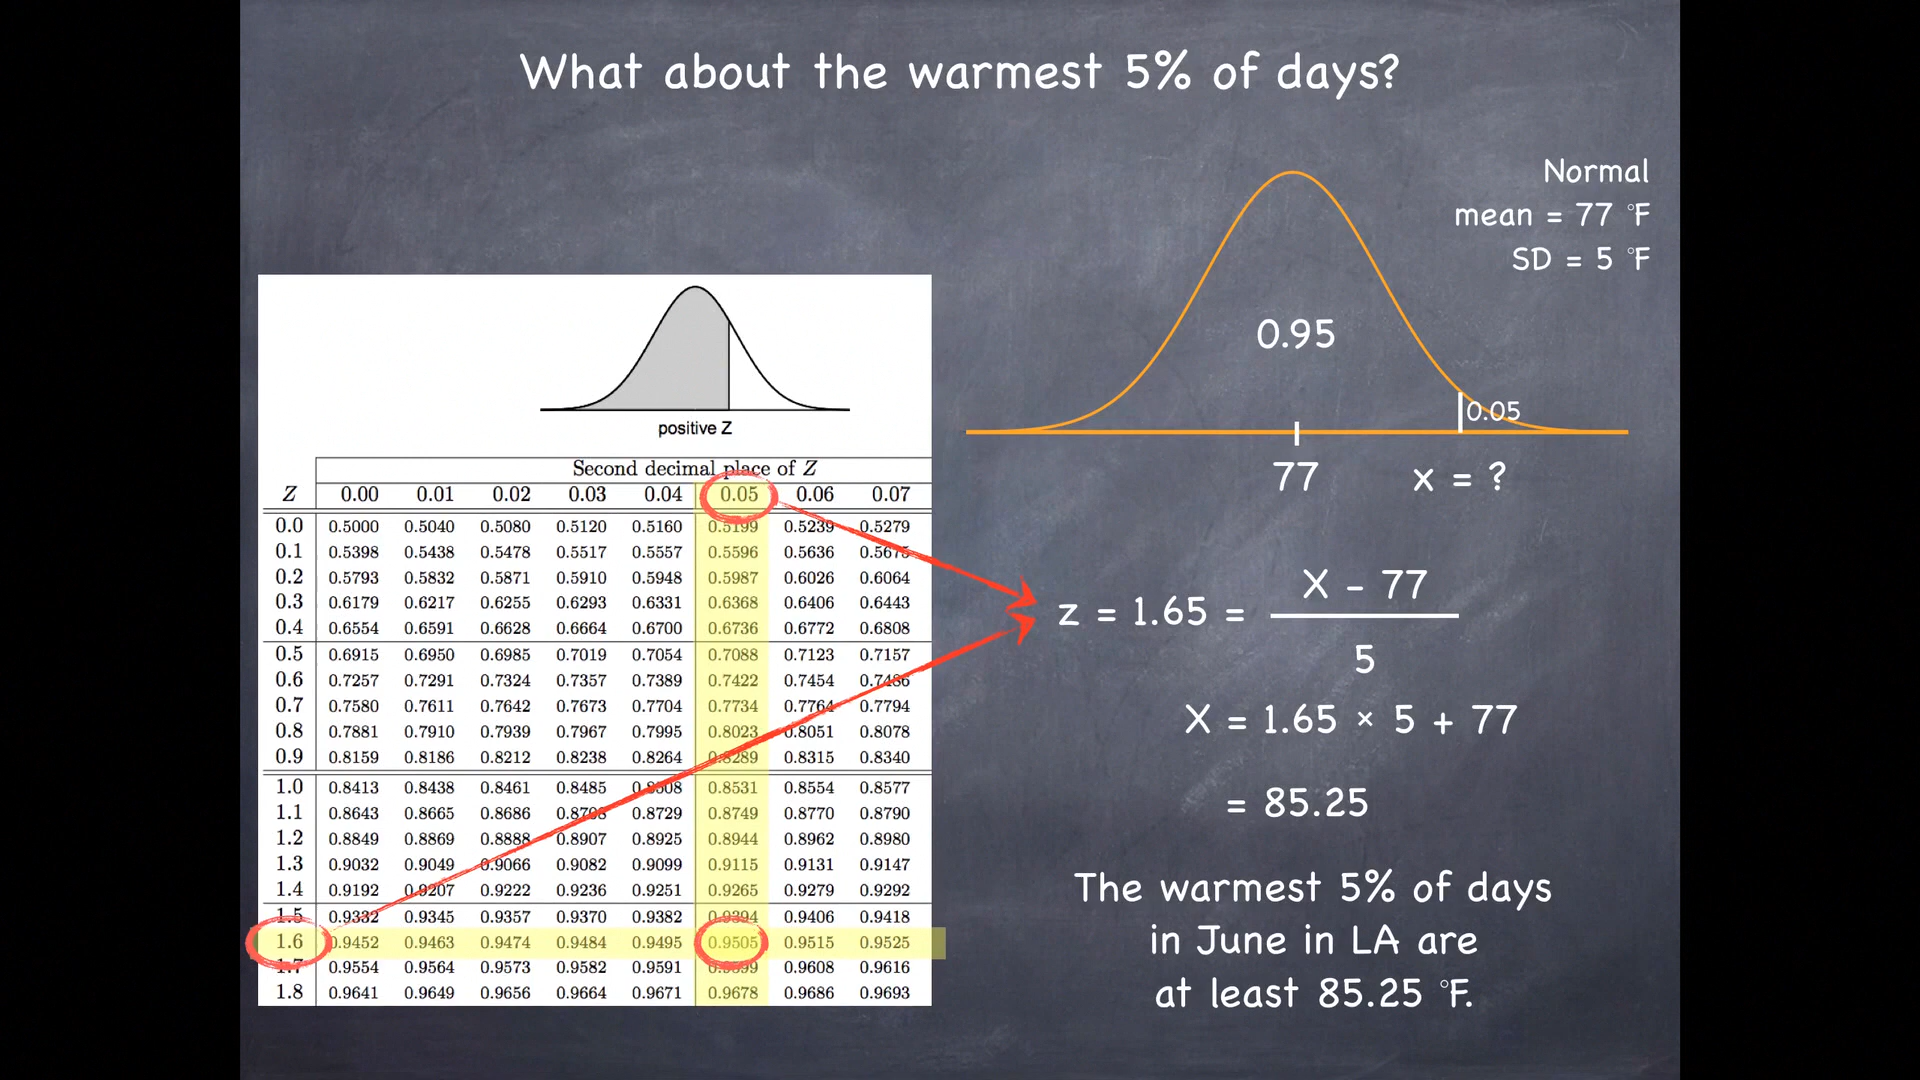 What about the warmest 5% of days?
Normal
mean = 77 °F
SD = 5 °F
0.95
0.05
77 x = ?
positive Z
Second decimal place of Z
Z 0.00 0.01 0.02 0.03 0.04 0.05 0.06 0.07
0.0 0.5000 0.5040 0.5080 0.5120 0.5160 0.5199 0.5239 0.5279
0.1 0.5398 0.5438 0.5478 0.5517 0.5557 0.5596 0.5636 0.5675
0.2 0.5793 0.5832 0.5871 0.5910 0.5948 0.5987 0.6026 0.6064
0.3 0.6179 0.6217 0.6255 0.6293 0.6331 0.6368 0.6406 0.6443
0.4 0.6554 0.6591 0.6628 0.6664 0.6700 0.6736 0.6772 0.6808
0.5 0.6915 0.6950 0.6985 0.7019 0.7054 0.7088 0.7123 0.7157
0.6 0.7257 0.7291 0.7324 0.7357 0.7389 0.7422 0.7454 0.7486
0.7 0.7580 0.7611 0.7642 0.7673 0.7704 0.7734 0.7764 0.7794
0.8 0.7881 0.7910 0.7939 0.7967 0.7995 0.8023 0.8051 0.8078
0.9 0.8159 0.8186 0.8212 0.8238 0.8264 0.8289 0.8315 0.8340
1.0 0.8413 0.8438 0.8461 0.8485 0.8508 0.8531 0.8554 0.8577
1.1 0.8643 0.8665 0.8686 0.8708 0.8729 0.8749 0.8770 0.8790
1.2 0.8849 0.8869 0.8888 0.8907 0.8925 0.8944 0.8962 0.8980
1.3 0.9032 0.9049 0.9066 0.9082 0.9099 0.9115 0.9131 0.9147
1.4 0.9192 0.9207 0.9222 0.9236 0.9251 0.9265 0.9279 0.9292
1.5 0.9332 0.9345 0.9357 0.9370 0.9382 0.9394 0.9406 0.9418
1.6 0.9452 0.9463 0.9474 0.9484 0.9495 0.9505 0.9515 0.9525
1.7 0.9554 0.9564 0.9573 0.9582 0.9591 0.9599 0.9608 0.9616
1.8 0.9641 0.9649 0.9656 0.9664 0.9671 0.9678 0.9686 0.9693
X - 77
z = 1.65 =
5
X = 1.65 × 5 + 77
= 85.25
The warmest 5% of days
in June in LA are
at least 85.25 °F.